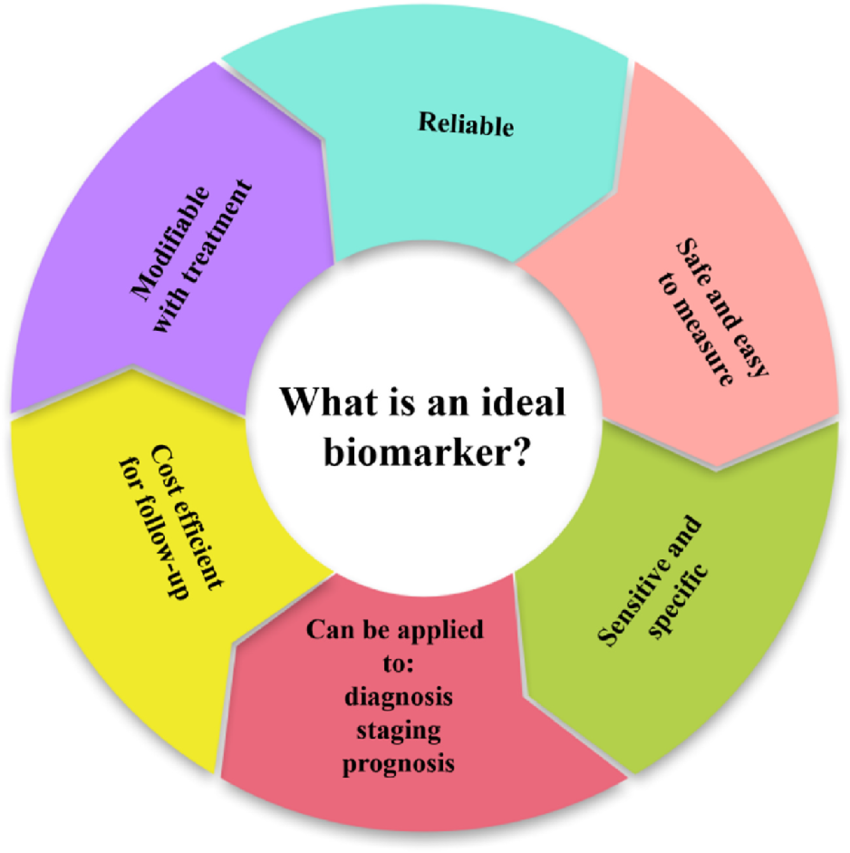 What is an ideal
biomarker?
Reliable
Safe and easy
to measure
Sensitive and
specific
Can be applied
to:
diagnosis
staging
prognosis
Cost efficient
for follow-up
Modifiable
with treatment